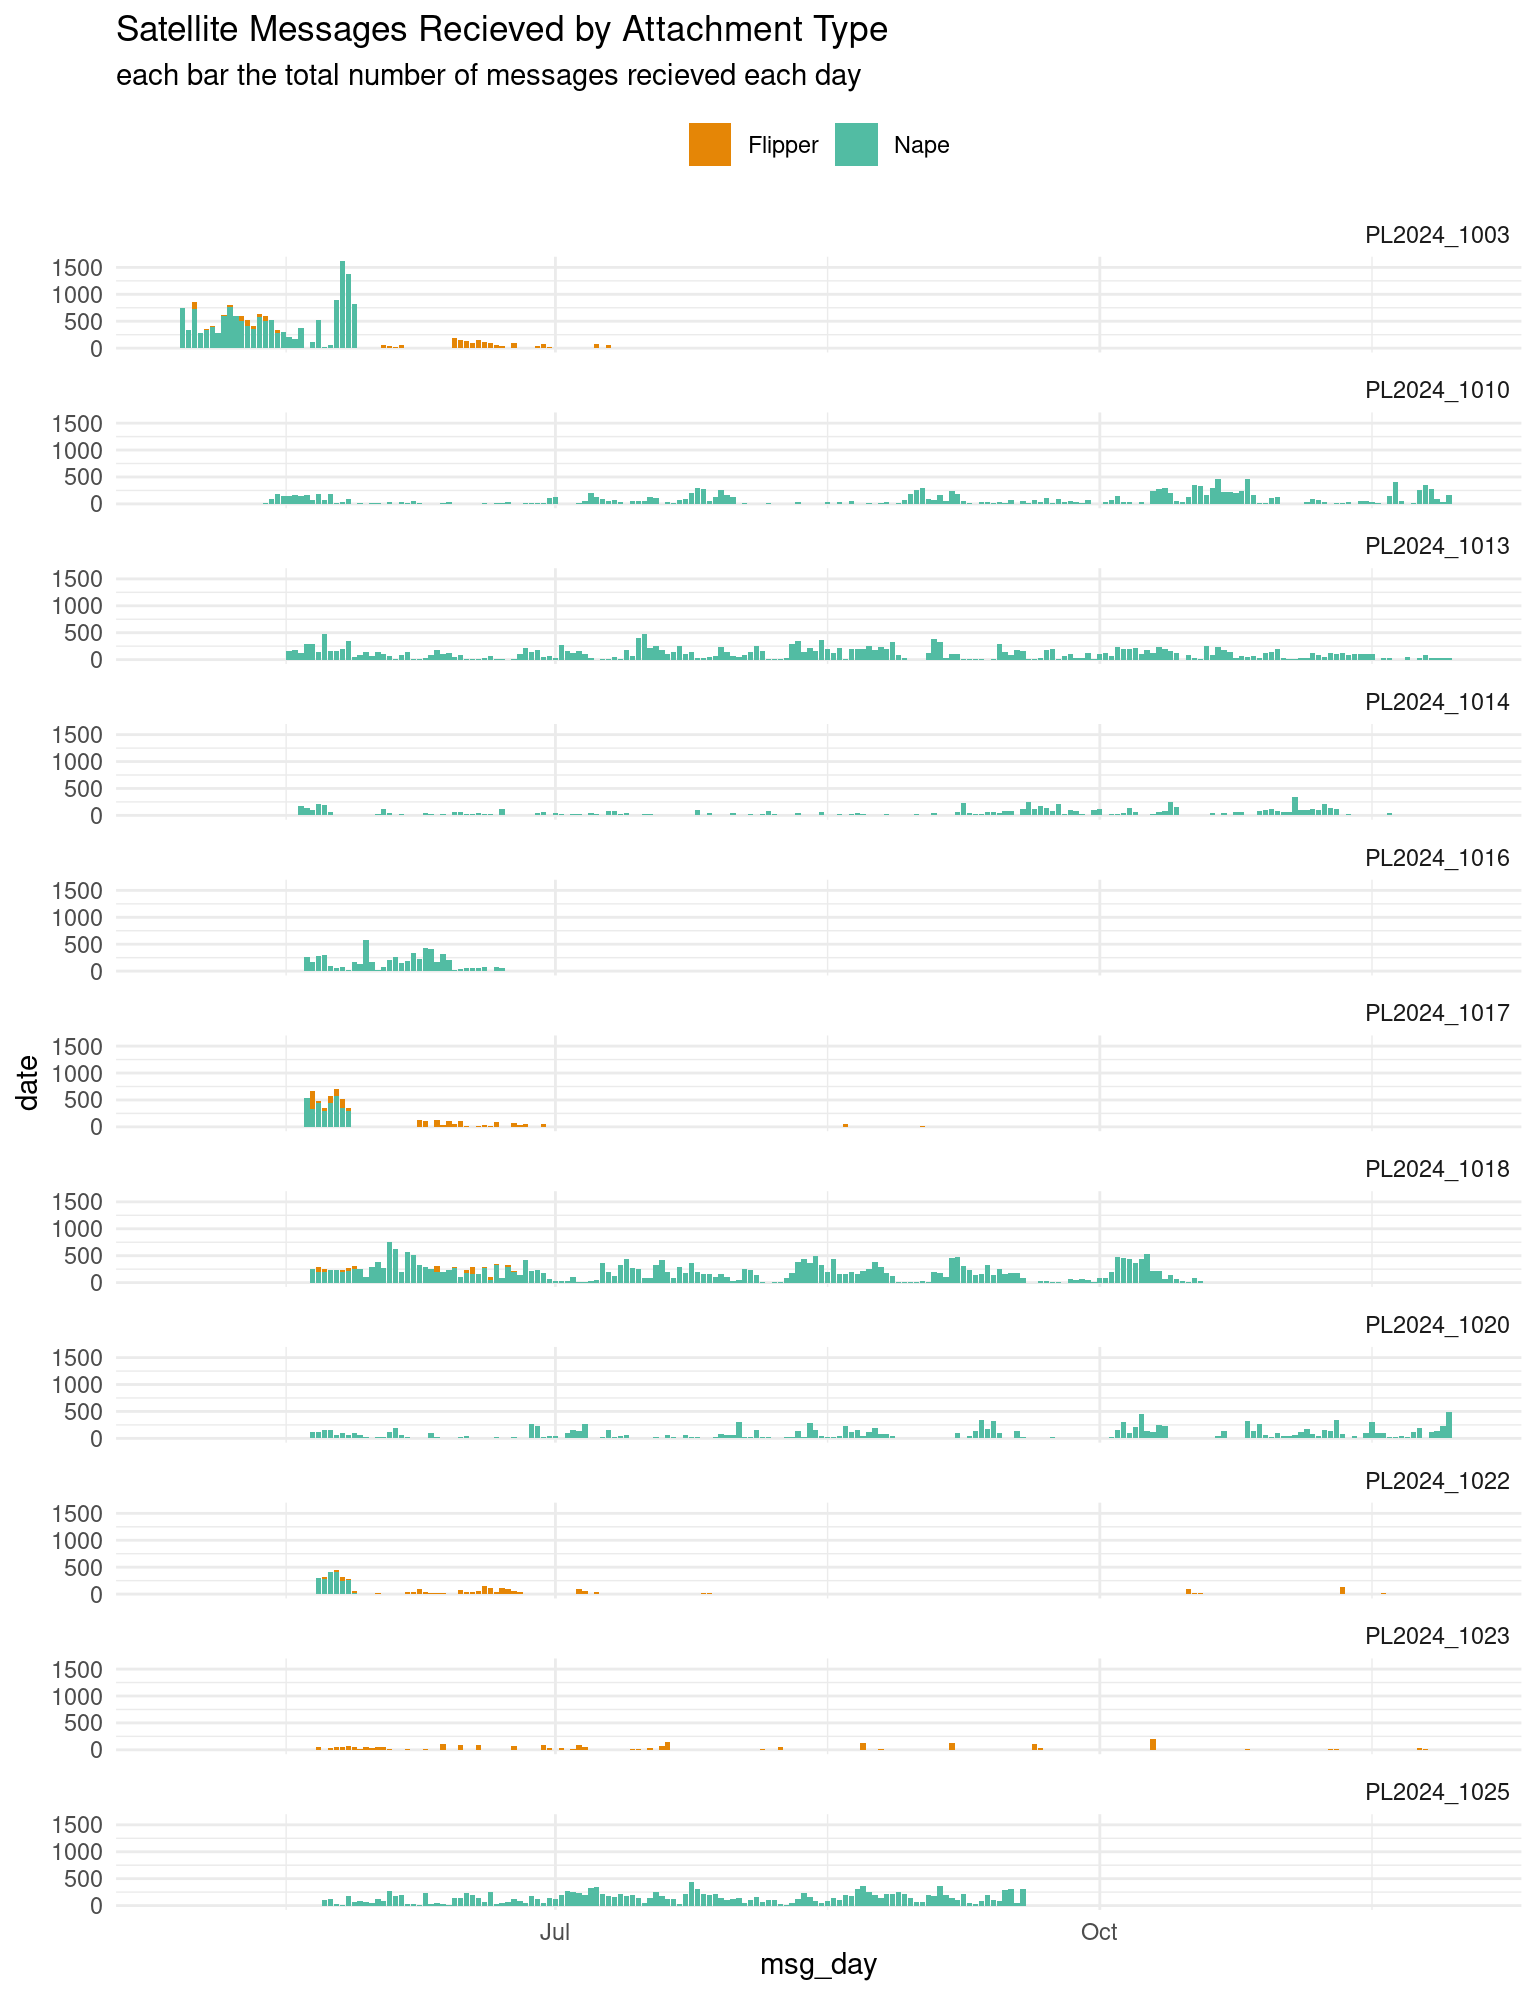 Satellite Messages Recieved by Attachment Type
each bar the total number of messages recieved each day
Flipper Nape
PL2024_1003
1500
1000
500
0
PL2024_1010
1500
1000
500
0
PL2024_1013
1500
1000
500
0
PL2024_1014
1500
1000
500
0
PL2024_1016
1500
1000
500
0
PL2024_1017
1500
1000
500
0
date
PL2024_1018
1500
1000
500
0
PL2024_1020
1500
1000
500
0
PL2024_1022
1500
1000
500
0
PL2024_1023
1500
1000
500
0
PL2024_1025
1500
1000
500
0
Jul Oct
msg_day